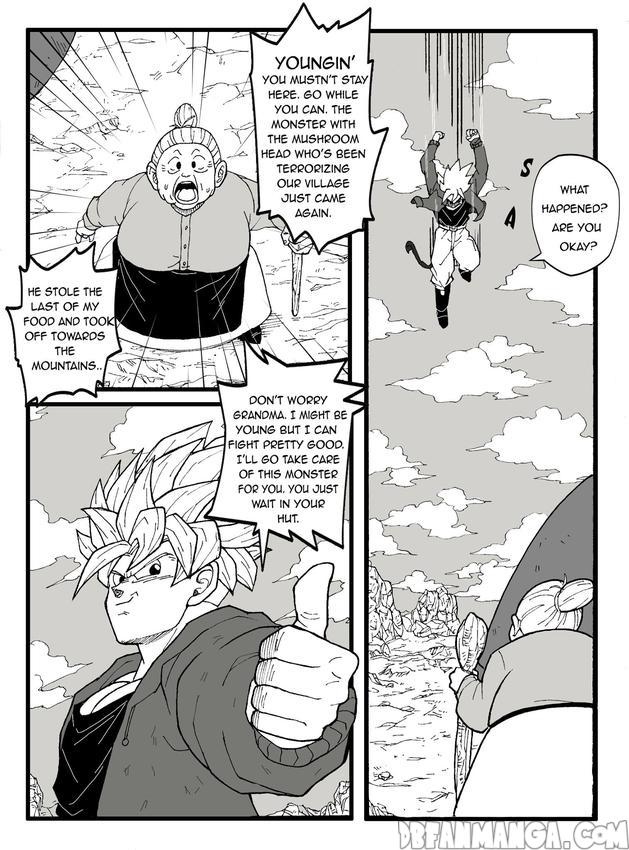 WHAT
HAPPENED?
ARE YOU
OKAY?
S
A
YOUNGIN'
YOU MUSTN'T STAY
HERE. GO WHILE
YOU CAN. THE
MONSTER WITH
THE MUSHROOM
HEAD WHO'S BEEN
TERRORIZING
OUR VILLAGE
JUST CAME
AGAIN.
HE STOLE THE
LAST OF MY
FOOD AND TOOK
OFF TOWARDS
THE
MOUNTAINS..
DON'T WORRY
GRANDMA. I MIGHT BE
YOUNG BUT I CAN
FIGHT PRETTY GOOD.
I'LL GO TAKE CARE
OF THIS MONSTER
FOR YOU. YOU JUST
WAIT IN YOUR
HUT.
DBFANMANGA.COM